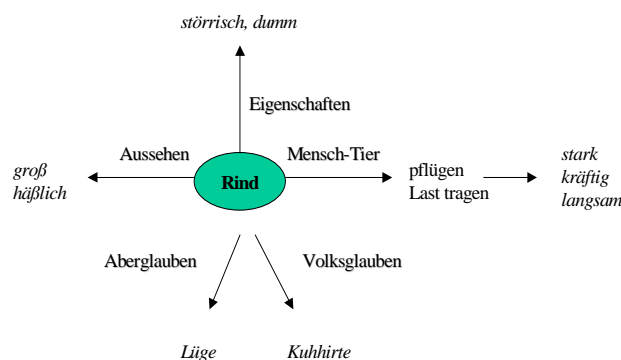 störrisch, dumm
Eigenschaften
Aussehen
Mensch-Tier
groß
häßlich
Rind
pflügen
Last tragen
stark
kräftig
langsam
Aberglauben
Volksglauben
Lüge
Kuhhirte